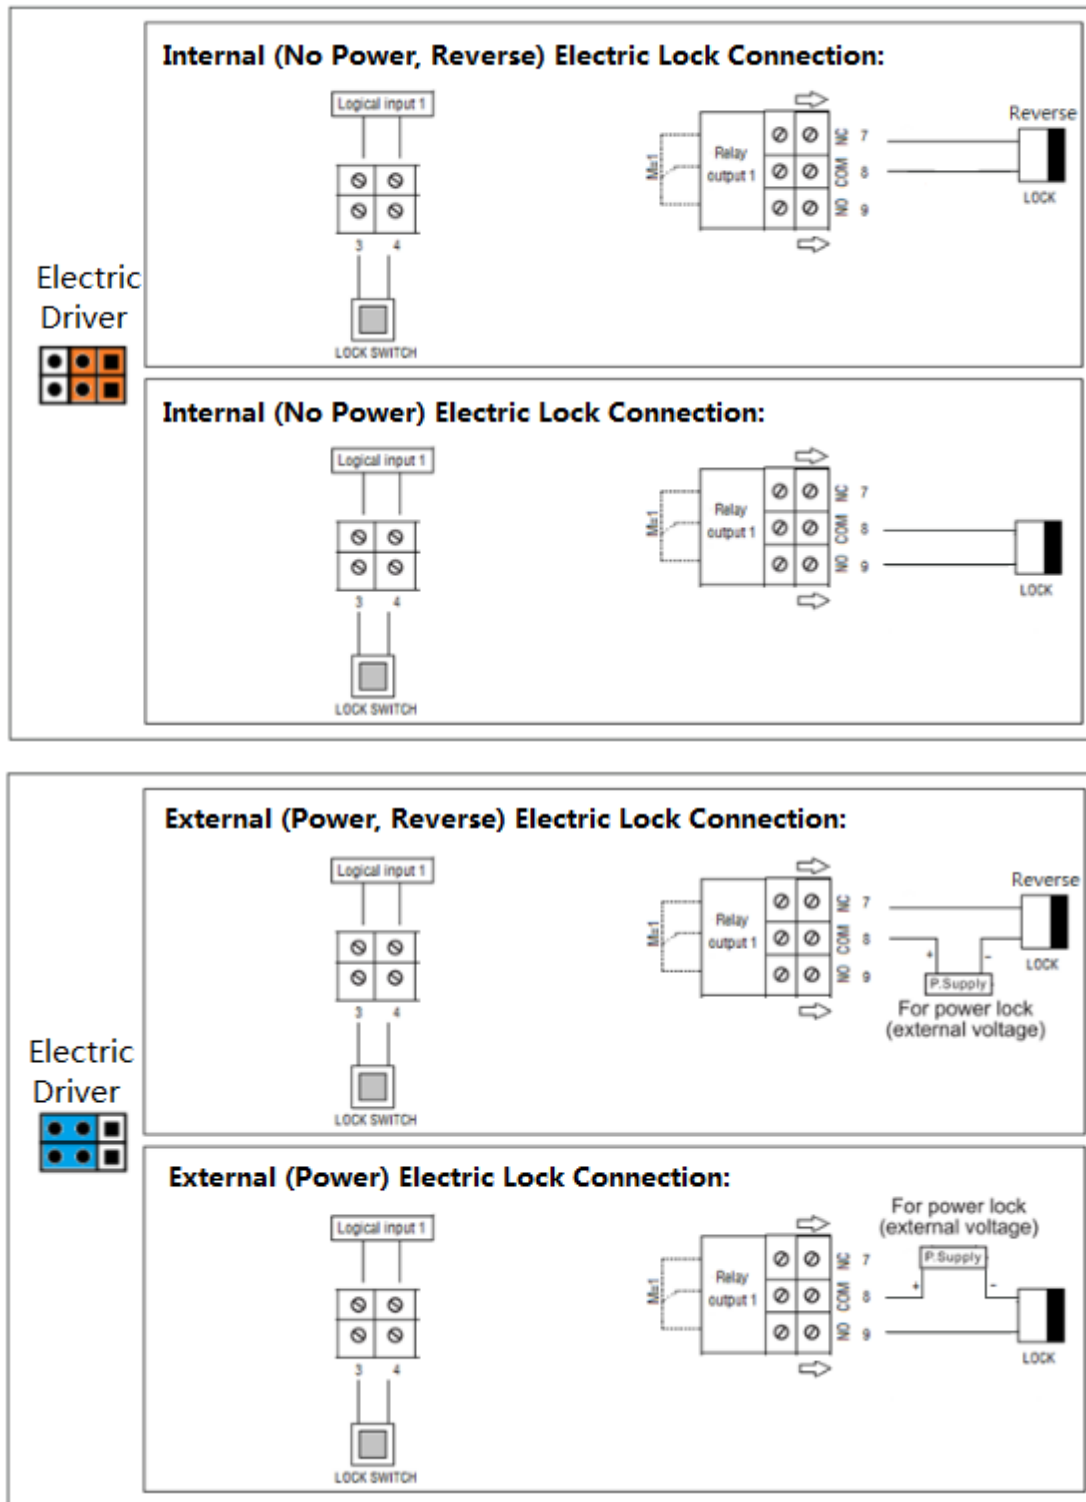 Internal (No Power, Reverse) Electric Lock Connection:
Logical input 1
3 4
LOCK SWITCH
M=1
Relay
output 1
NC 7
COM 8
NO 9
Reverse
LOCK
Electric
Driver
Internal (No Power) Electric Lock Connection:
Logical input 1
3 4
LOCK SWITCH
M=1
Relay
output 1
NC 7
COM 8
NO 9
LOCK
External (Power, Reverse) Electric Lock Connection:
Logical input 1
3 4
LOCK SWITCH
M=1
Relay
output 1
NC 7
COM 8
NO 9
Reverse
LOCK
+ −
P.Supply
For power lock
(external voltage)
Electric
Driver
External (Power) Electric Lock Connection:
Logical input 1
3 4
LOCK SWITCH
M=1
Relay
output 1
NC 7
COM 8
NO 9
For power lock
(external voltage)
P.Supply
+ −
LOCK